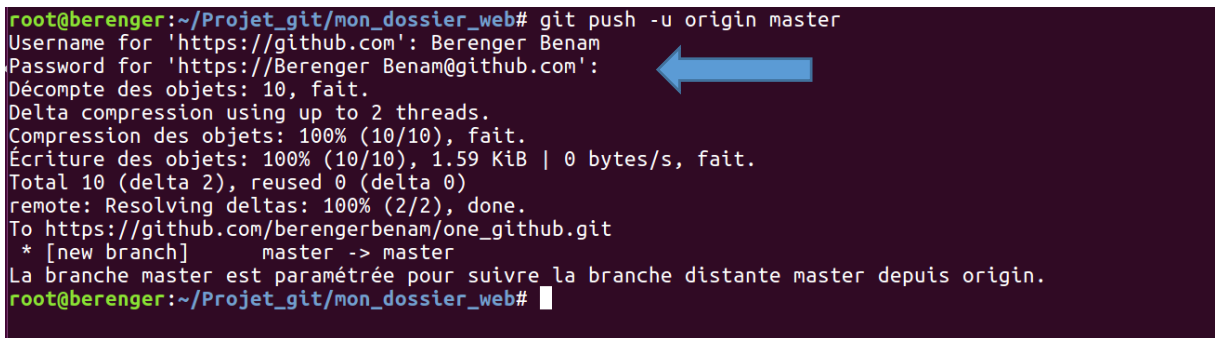 root@berenger:~/Projet_git/mon_dossier_web# git push -u origin master
Username for 'https://github.com': Berenger Benam
Password for 'https://Berenger Benam@github.com':
Décompte des objets: 10, fait.
Delta compression using up to 2 threads.
Compression des objets: 100% (10/10), fait.
Écriture des objets: 100% (10/10), 1.59 KiB | 0 bytes/s, fait.
Total 10 (delta 2), reused 0 (delta 0)
remote: Resolving deltas: 100% (2/2), done.
To https://github.com/berengerbenam/one_github.git
 * [new branch]      master -> master
La branche master est paramétrée pour suivre la branche distante master depuis origin.
root@berenger:~/Projet_git/mon_dossier_web#